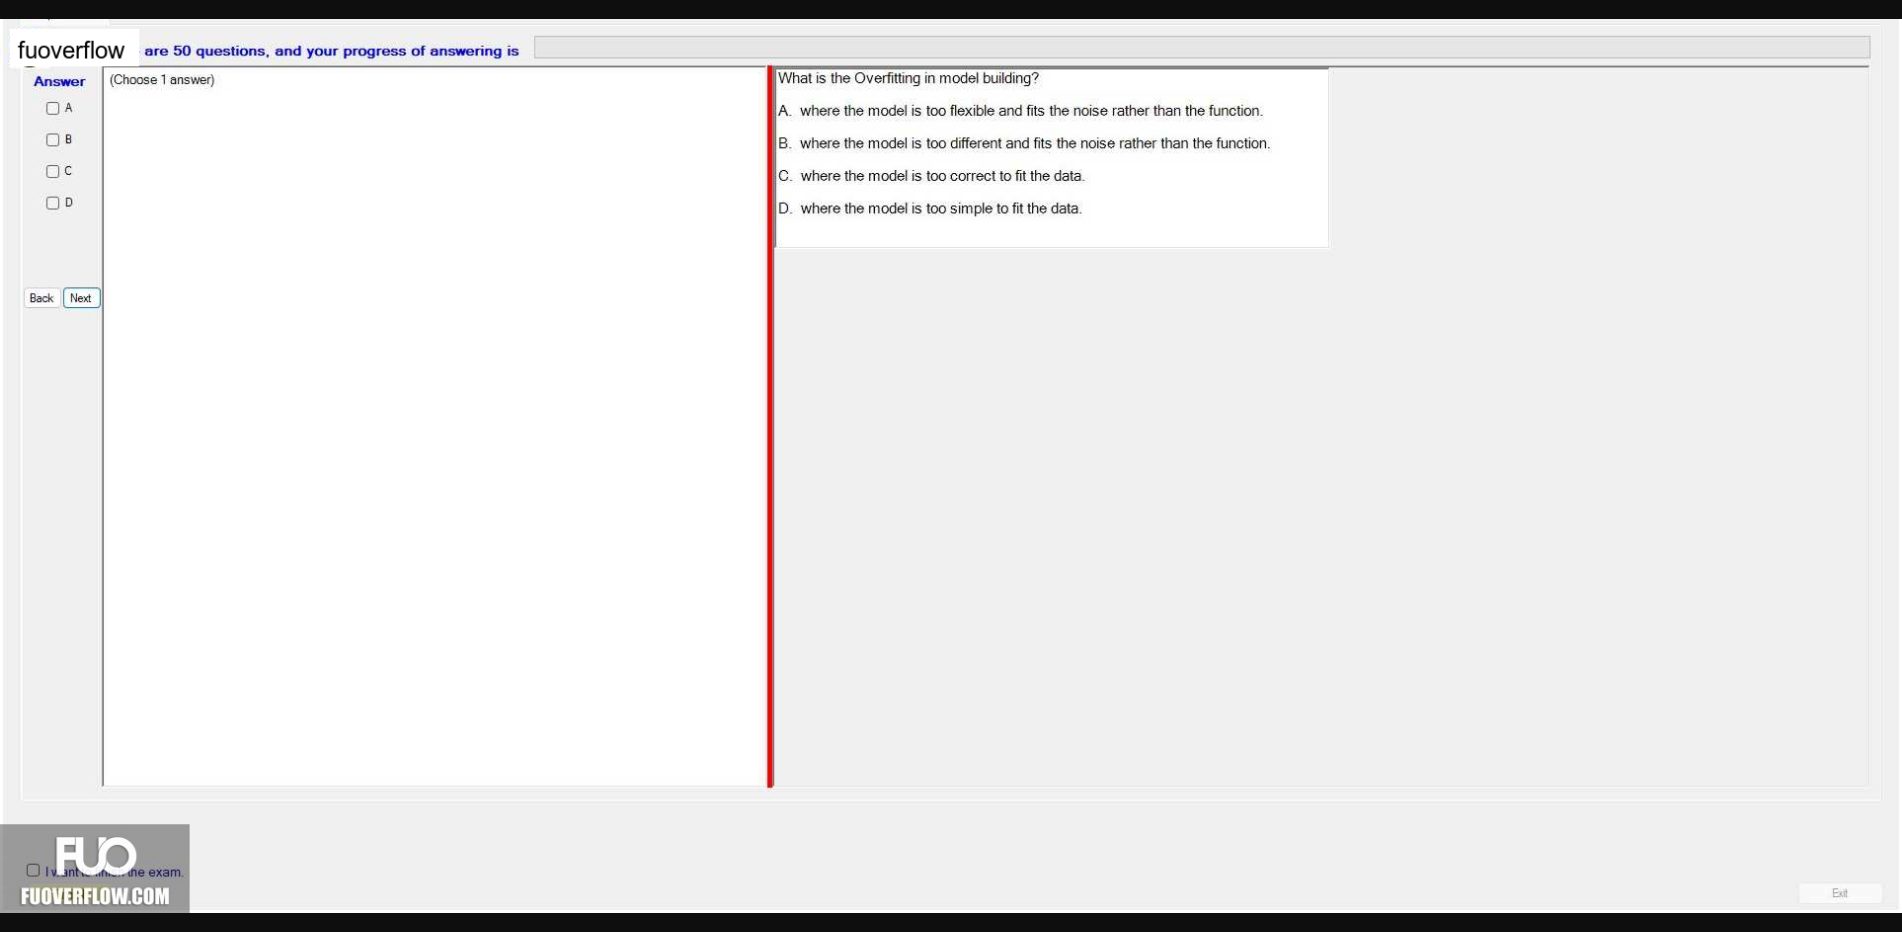 fuoverflow are 50 questions, and your progress of answering is
Answer
(Choose 1 answer)
A
B
C
D
Back Next
What is the Overfitting in model building?
A. where the model is too flexible and fits the noise rather than the function.
B. where the model is too different and fits the noise rather than the function.
C. where the model is too correct to fit the data.
D. where the model is too simple to fit the data.
FUO
I want to finish the exam.
FUOVERFLOW.COM
Exit